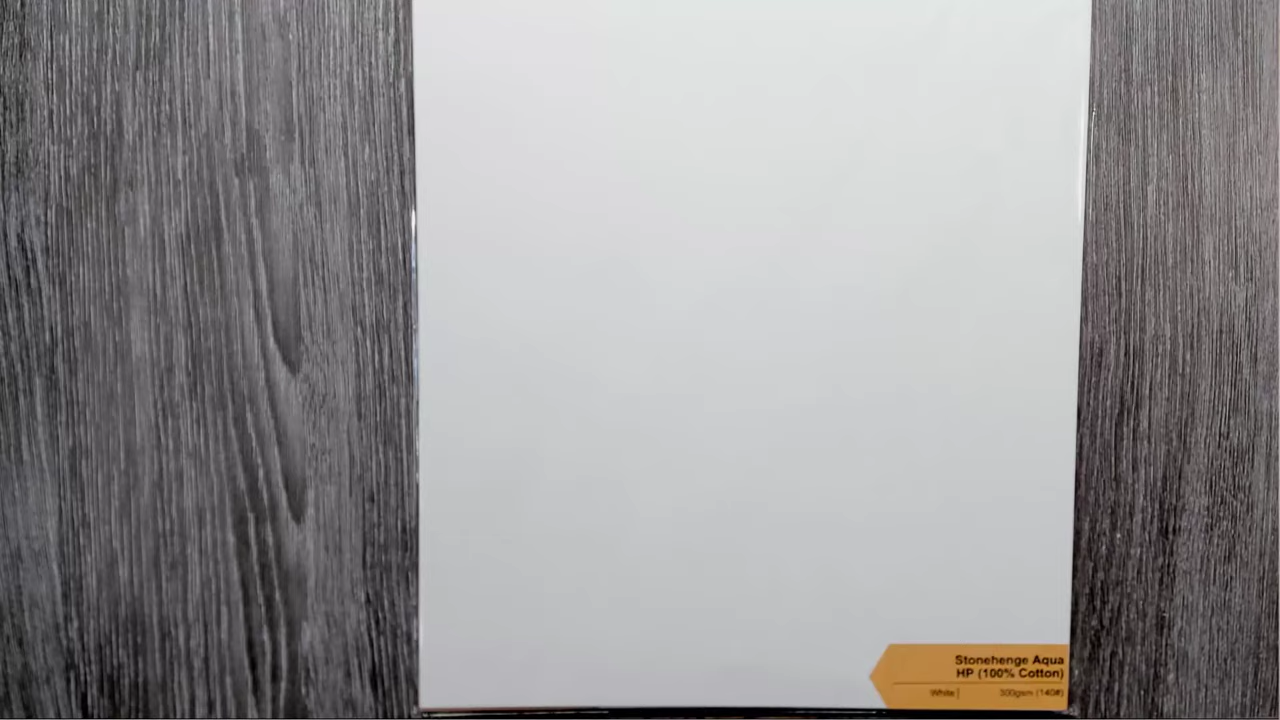 Stonehenge Aqua
HP (100% Cotton)
White | 300gsm (140#)